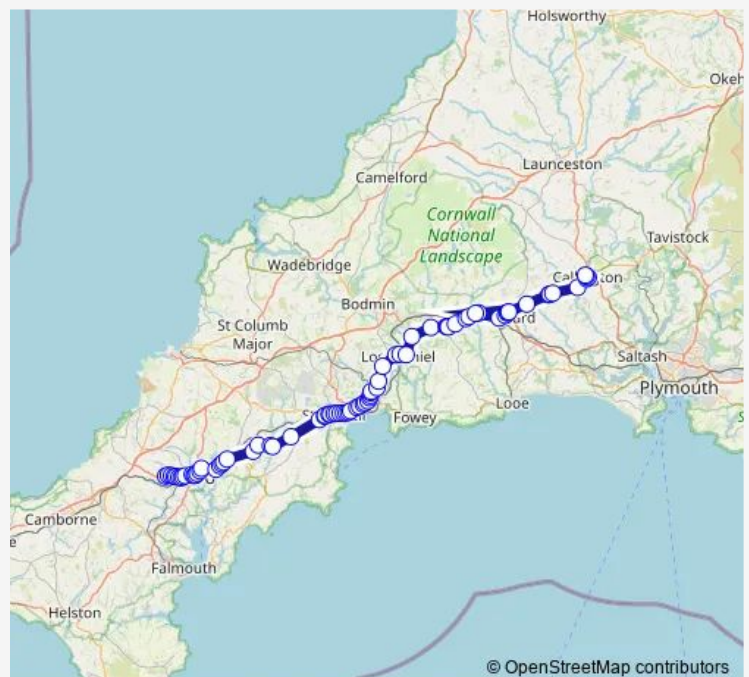 Holsworthy
Okeh
Launceston
Camelford
Cornwall
National
Landscape
Tavistock
Wadebridge
Bodmin
St Columb
Major
Saltash
Plymouth
Looe
Fowey
Camborne
Falmouth
Helston
© OpenStreetMap contributors